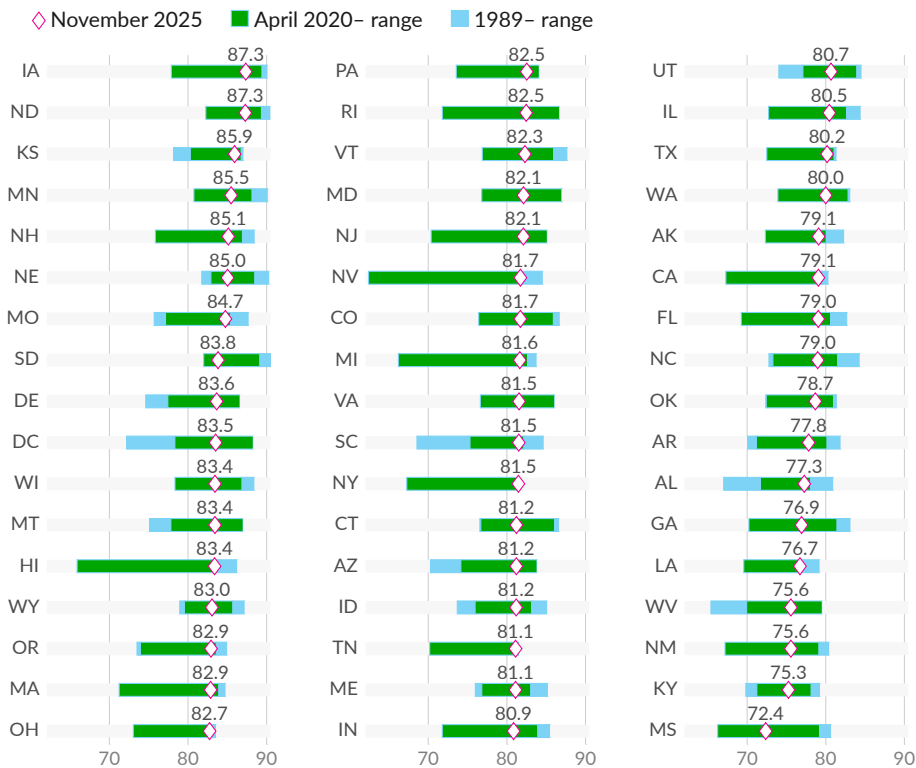 November 2025 April 2020– range 1989– range
IA 87.3
ND 87.3
KS 85.9
MN 85.5
NH 85.1
NE 85.0
MO 84.7
SD 83.8
DE 83.6
DC 83.5
WI 83.4
MT 83.4
HI 83.4
WY 83.0
OR 82.9
MA 82.9
OH 82.7
70 80 90
PA 82.5
RI 82.5
VT 82.3
MD 82.1
NJ 82.1
NV 81.7
CO 81.7
MI 81.6
VA 81.5
SC 81.5
NY 81.5
CT 81.2
AZ 81.2
ID 81.2
TN 81.1
ME 81.1
IN 80.9
70 80 90
UT 80.7
IL 80.5
TX 80.2
WA 80.0
AK 79.1
CA 79.1
FL 79.0
NC 79.0
OK 78.7
AR 77.8
AL 77.3
GA 76.9
LA 76.7
WV 75.6
NM 75.6
KY 75.3
MS 72.4
70 80 90